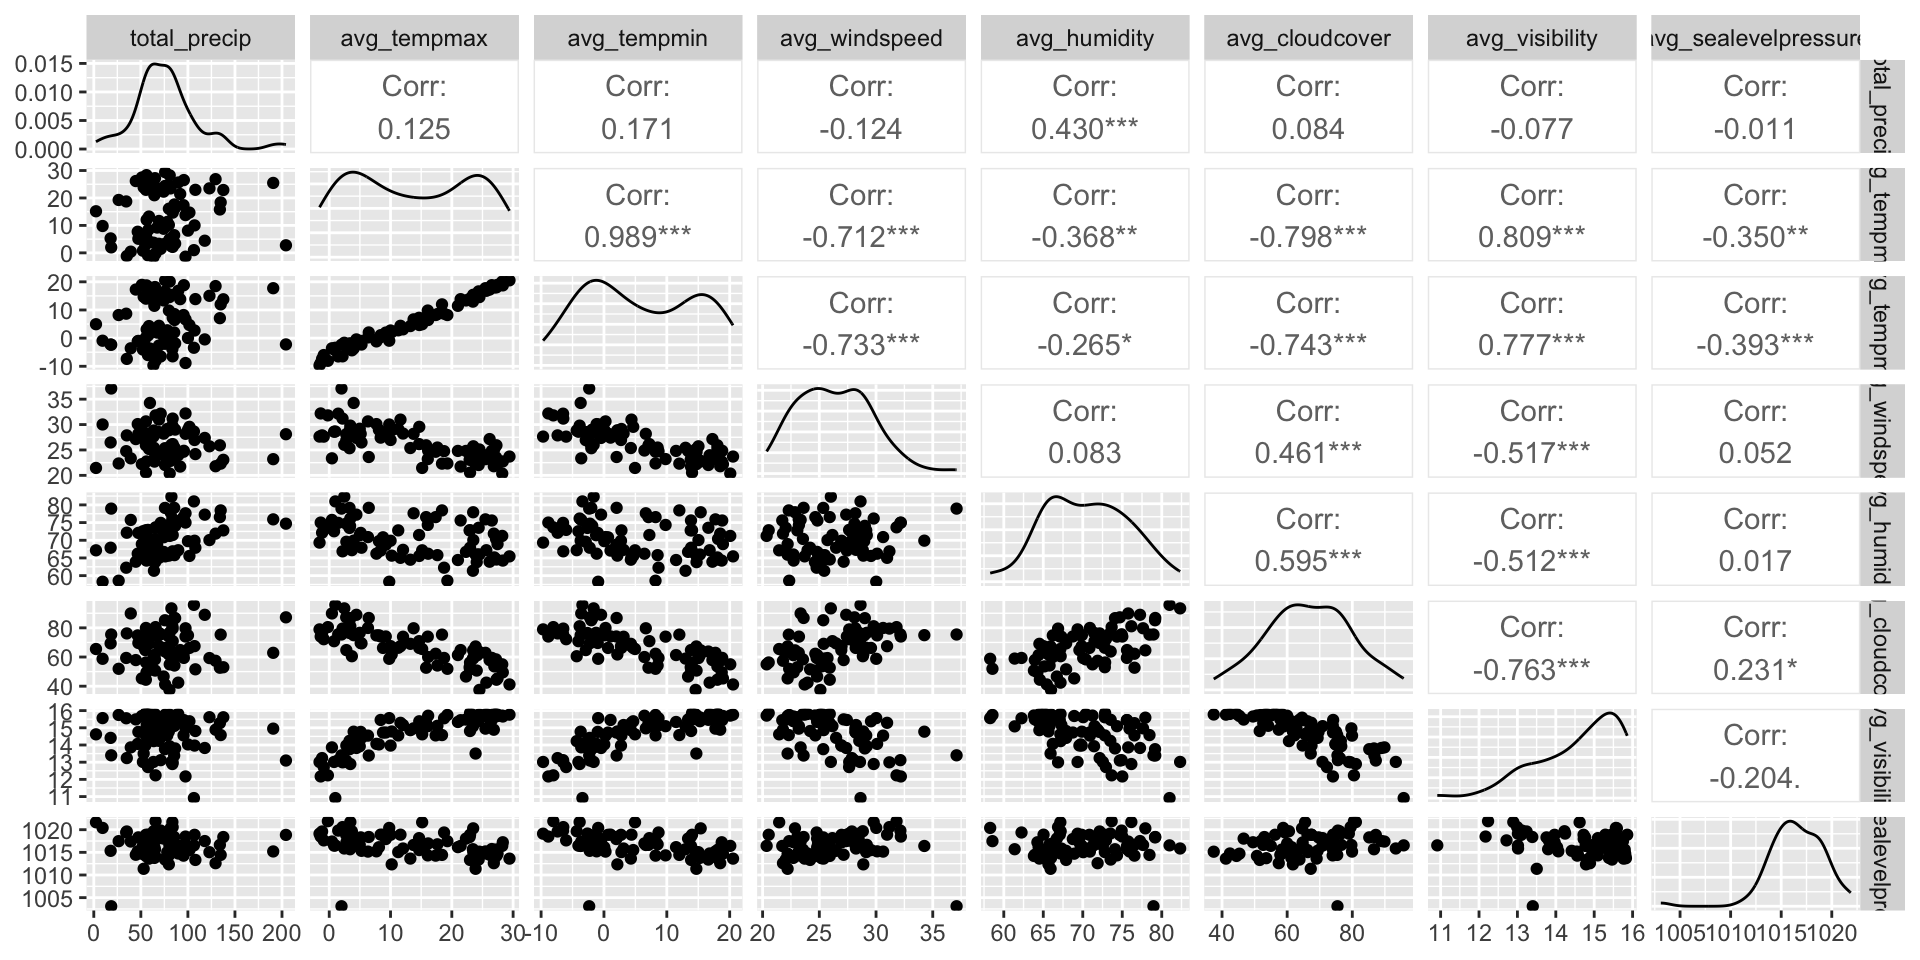 total_precip avg_tempmax avg_tempmin avg_windspeed avg_humidity avg_cloudcover avg_visibility avg_sealevelpressure
0.015
0.010
0.005
0.000
Corr: Corr: Corr: Corr: Corr: Corr: Corr:
0.125 0.171 -0.124 0.430*** 0.084 -0.077 -0.011
otal_preci
30
20
10
0
Corr: Corr: Corr: Corr: Corr: Corr:
0.989*** -0.712*** -0.368** -0.798*** 0.809*** -0.350**
g_tempm
20
10
0
-10
Corr: Corr: Corr: Corr: Corr:
-0.733*** -0.265* -0.743*** 0.777*** -0.393***
g_tempm
35
30
25
20
Corr: Corr: Corr: Corr:
0.083 0.461*** -0.517*** 0.052
_windspe
80
75
70
65
60
Corr: Corr: Corr:
0.595*** -0.512*** 0.017
g_humid
80
60
40
Corr: Corr:
-0.763*** 0.231*
_cloudco
16
15
14
13
12
11
Corr:
-0.204.
g_visibili
1020
1015
1010
1005
ealevelpre
0 50 100 150 200 0 10 20 30 -10 0 10 20 20 25 30 35 60 65 70 75 80 40 60 80 11 12 13 14 15 16 1005 1010 1015 1020